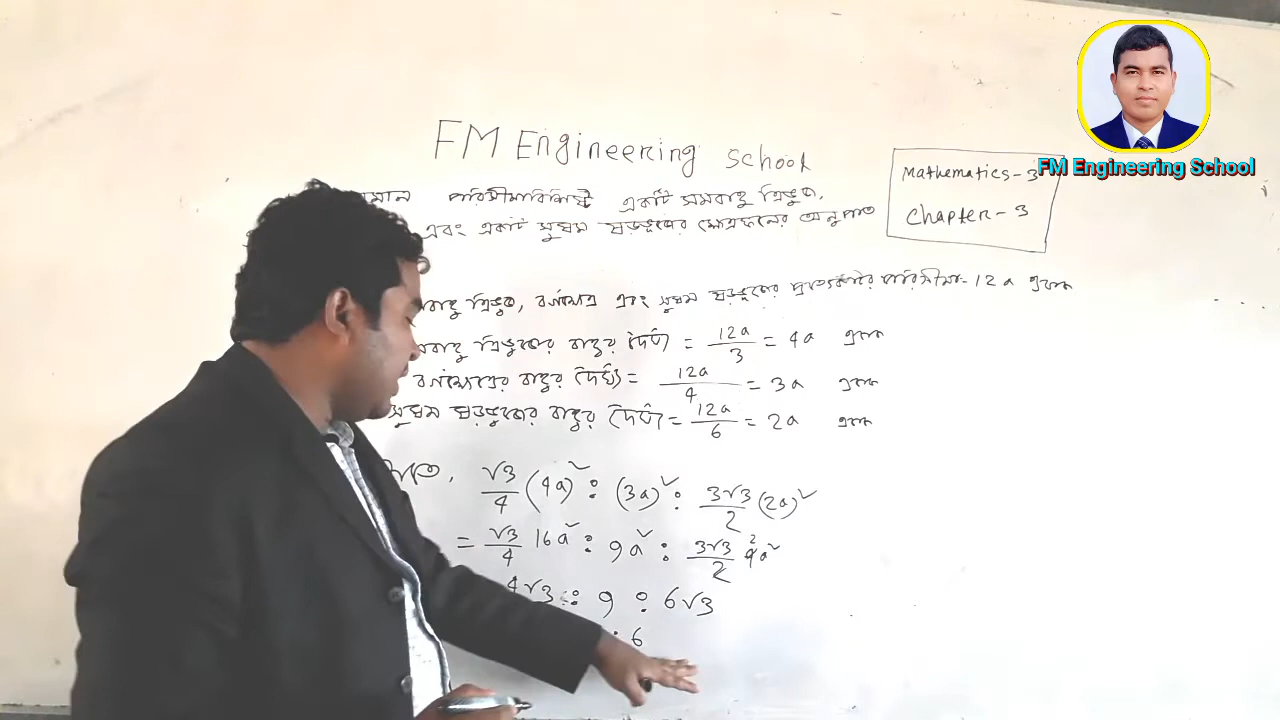 FM Engineering School
FM Engineering School
Mathematics - 3
Chapter - 3
মান পরিসীমাবিশিষ্ট একটি সমবাহু ত্রিভুজ,
এবং একটি সুষম ষড়ভুজের ক্ষেত্রফলের অনুপাত
বাহু ত্রিভুজ, বর্গক্ষেত্র এবং সুষম ষড়ভুজের প্রত্যেকটির পরিসীমা - 12a একক
বাহু ত্রিভুজের বাহুর দৈর্ঘ্য = 12a/3 = 4a একক
বর্গক্ষেত্রের বাহুর দৈর্ঘ্য = 12a/4 = 3a একক
সুষম ষড়ভুজের বাহুর দৈর্ঘ্য = 12a/6 = 2a একক
√3/4 (4a)² : (3a)² : 3√3/2 (2a)²
= √3/4 16a² : 9a² : 3√3/2 4a²
4√3 : 9 : 6√3
: 6